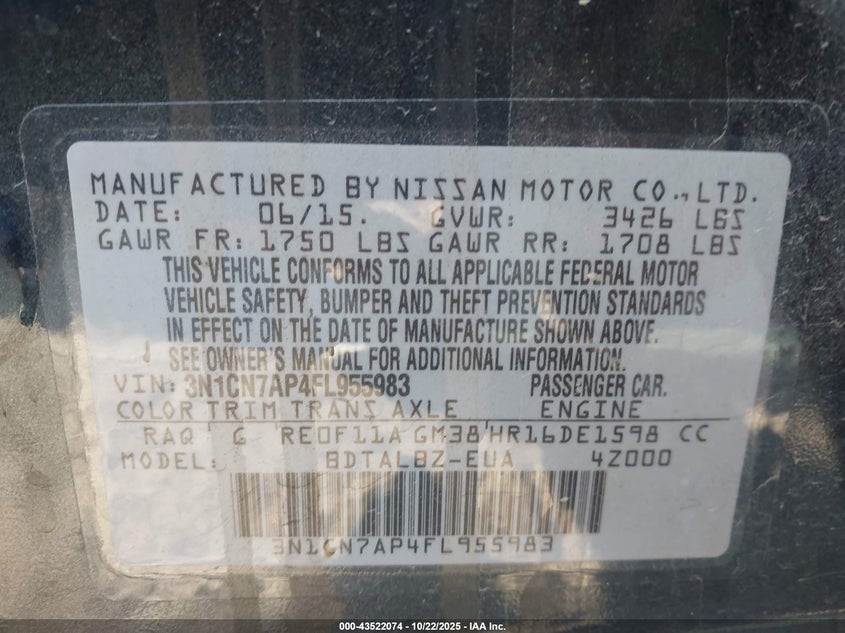 MANUFACTURED BY NISSAN MOTOR CO., LTD.
DATE: 06/15. GVWR: 3426 LBS
GAWR FR: 1750 LBS GAWR RR: 1708 LBS
THIS VEHICLE CONFORMS TO ALL APPLICABLE FEDERAL MOTOR
VEHICLE SAFETY, BUMPER AND THEFT PREVENTION STANDARDS
IN EFFECT ON THE DATE OF MANUFACTURE SHOWN ABOVE.
SEE OWNER'S MANUAL FOR ADDITIONAL INFORMATION.
VIN: 3N1CN7AP4FL955983 PASSENGER CAR.
COLOR TRIM TRANS AXLE ENGINE
RAQ G RE0F11A GM38 HR16DE1598 CC
MODEL: BDTALBZ-EUA 4Z000
3N1CN7AP4FL955983
000-43522074 - 10/22/2025 - IAA Inc.